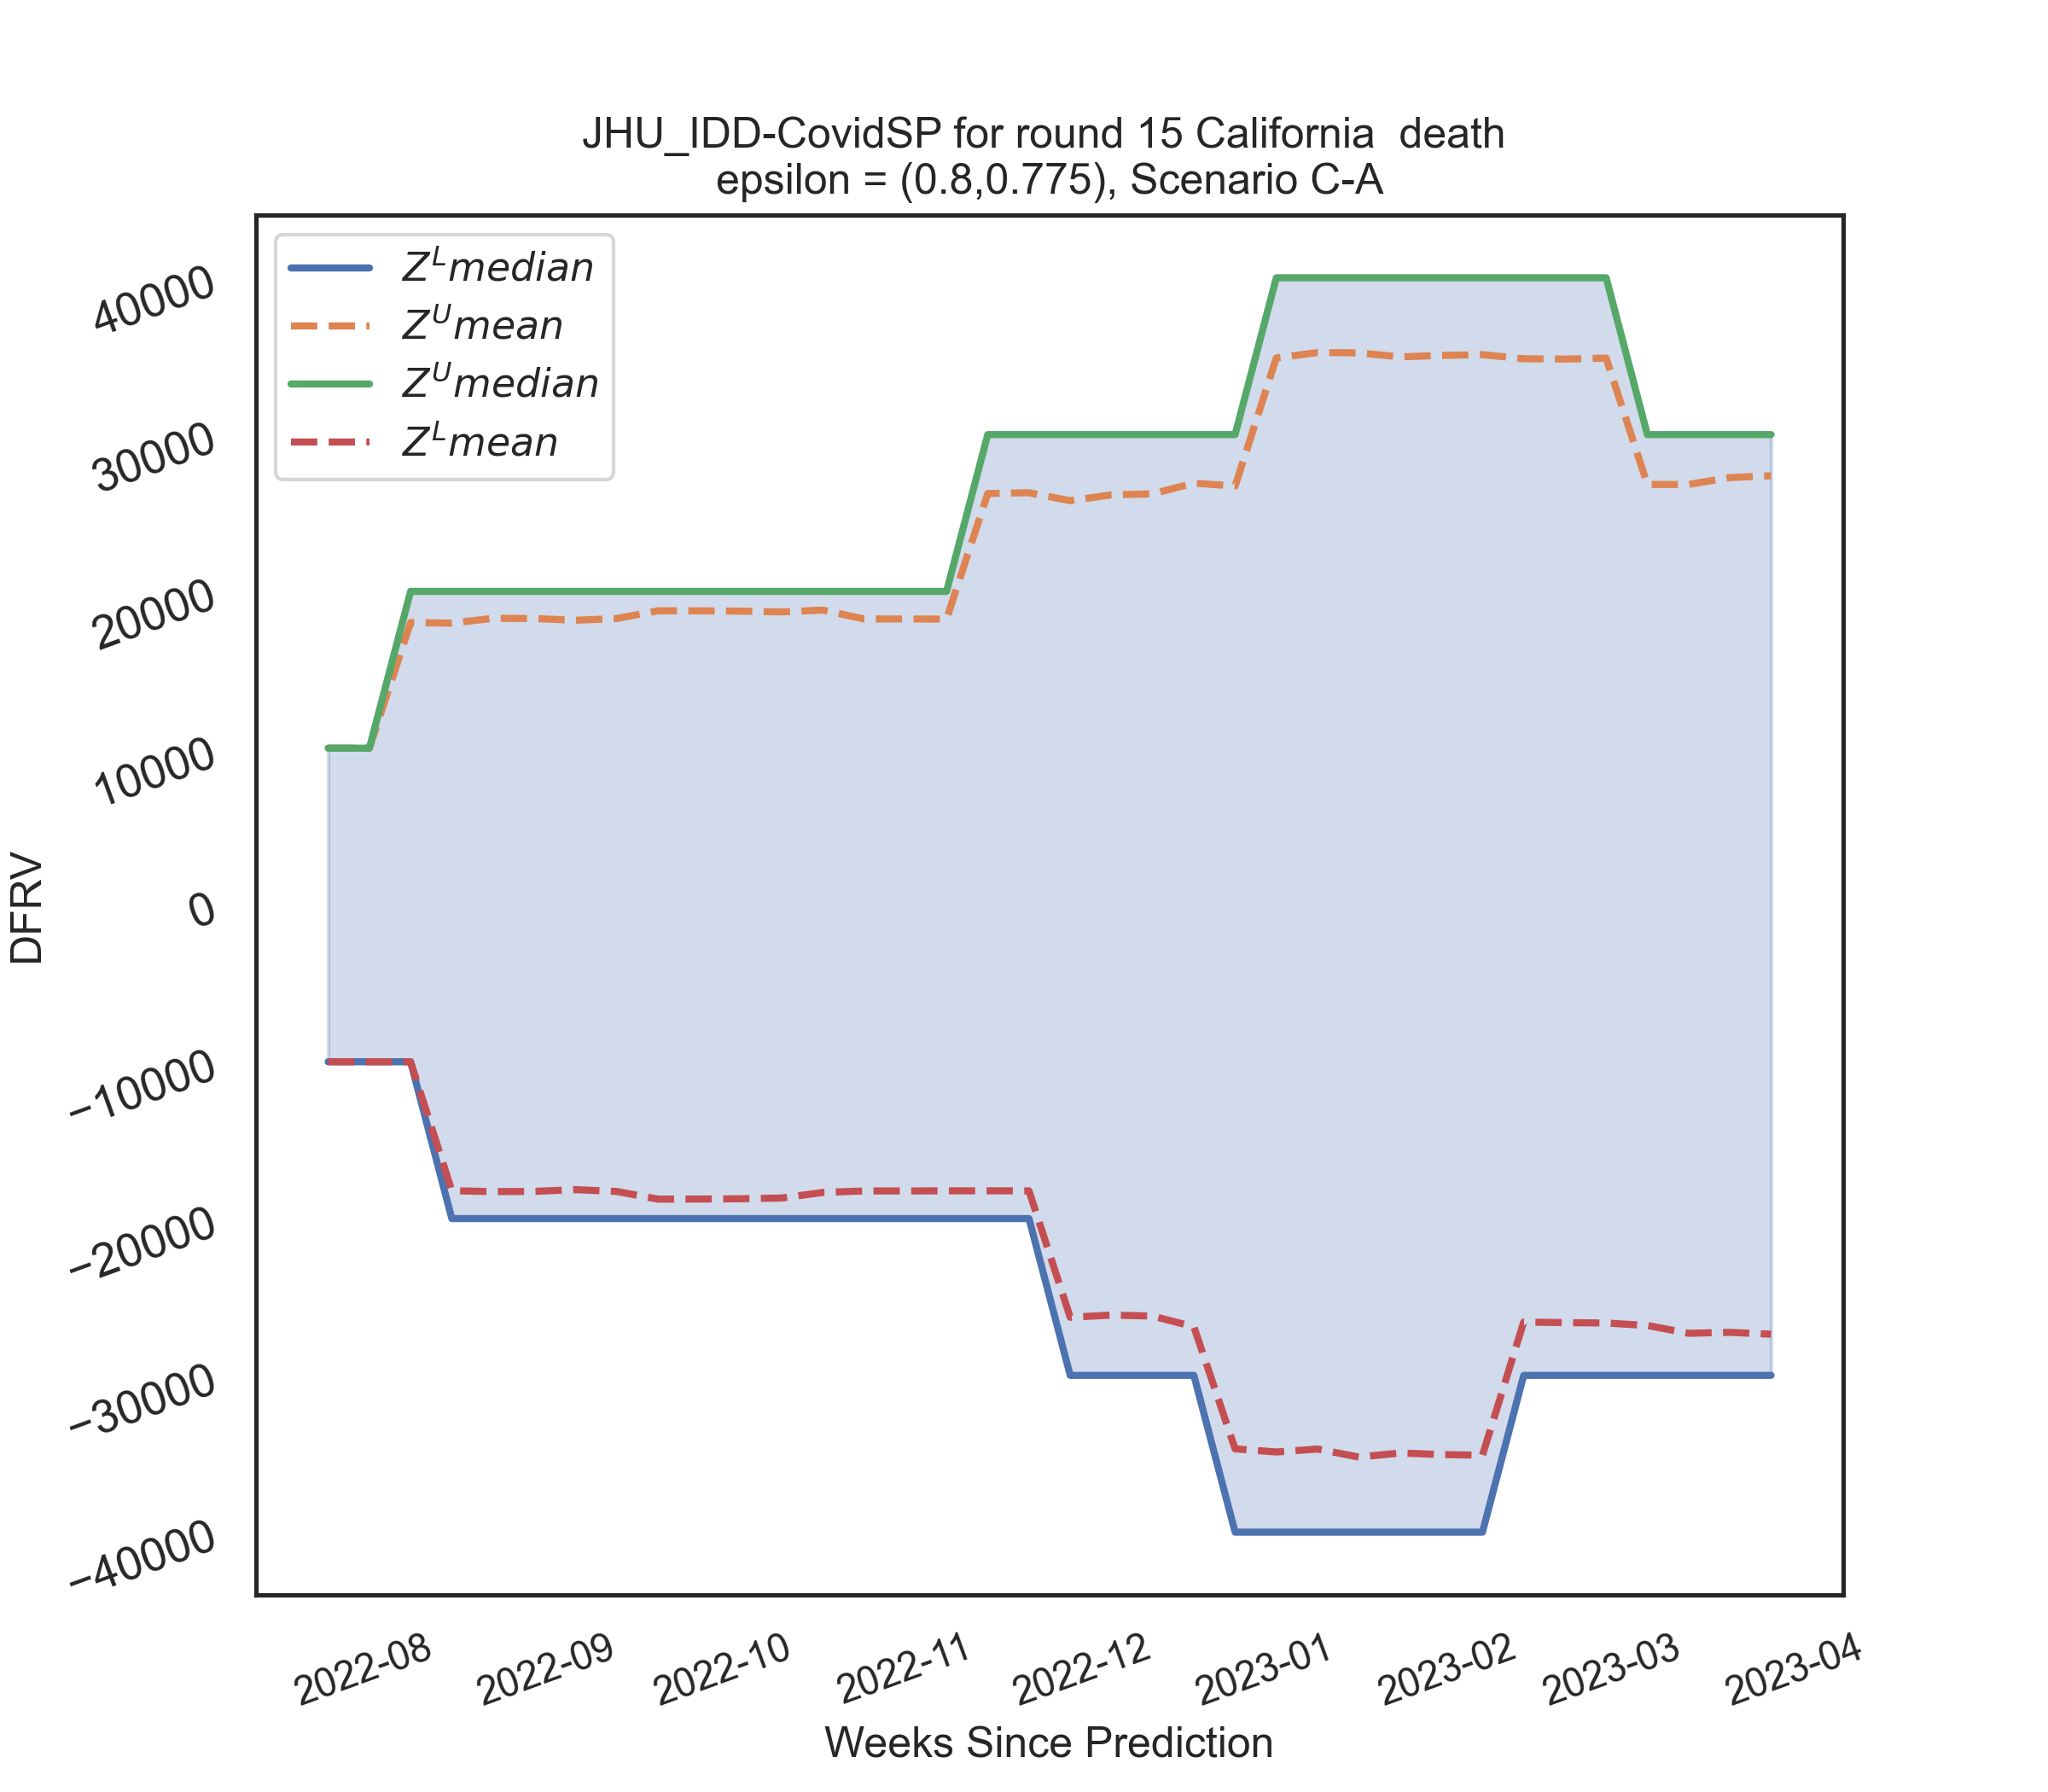 JHU_IDD-CovidSP for round 15 California  death
epsilon = (0.8,0.775), Scenario C-A
Z^L median
Z^U mean
Z^U median
Z^L mean
40000
30000
20000
10000
0
−10000
−20000
−30000
−40000
DFRV
2022-08
2022-09
2022-10
2022-11
2022-12
2023-01
2023-02
2023-03
2023-04
Weeks Since Prediction